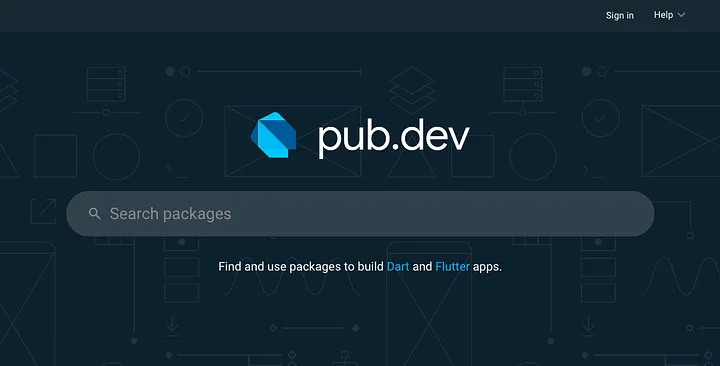 Sign in Help
pub.dev
Search packages
Find and use packages to build Dart and Flutter apps.